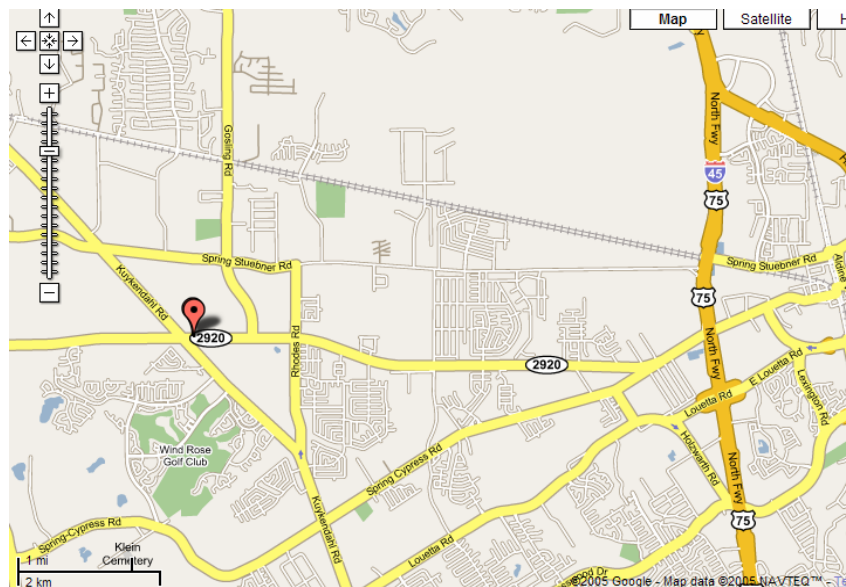 Map
Satellite
North Fwy
45
75
Gosling Rd
Spring Stuebner Rd
Spring Stuebner Rd
Aldine
Kuykendahl Rd
75
2920
Rhodes Rd
North Fwy
2920
E Louetta Rd
Lexington Rd
Louetta Rd
Holzwarth Rd
Wind Rose
Golf Club
Spring Cypress Rd
North Fwy
Kuykendahl Rd
Spring-Cypress Rd
75
Louetta Rd
Klein
Cemetery
1 mi
2 km
©2005 Google - Map data ©2005 NAVTEQ™ -